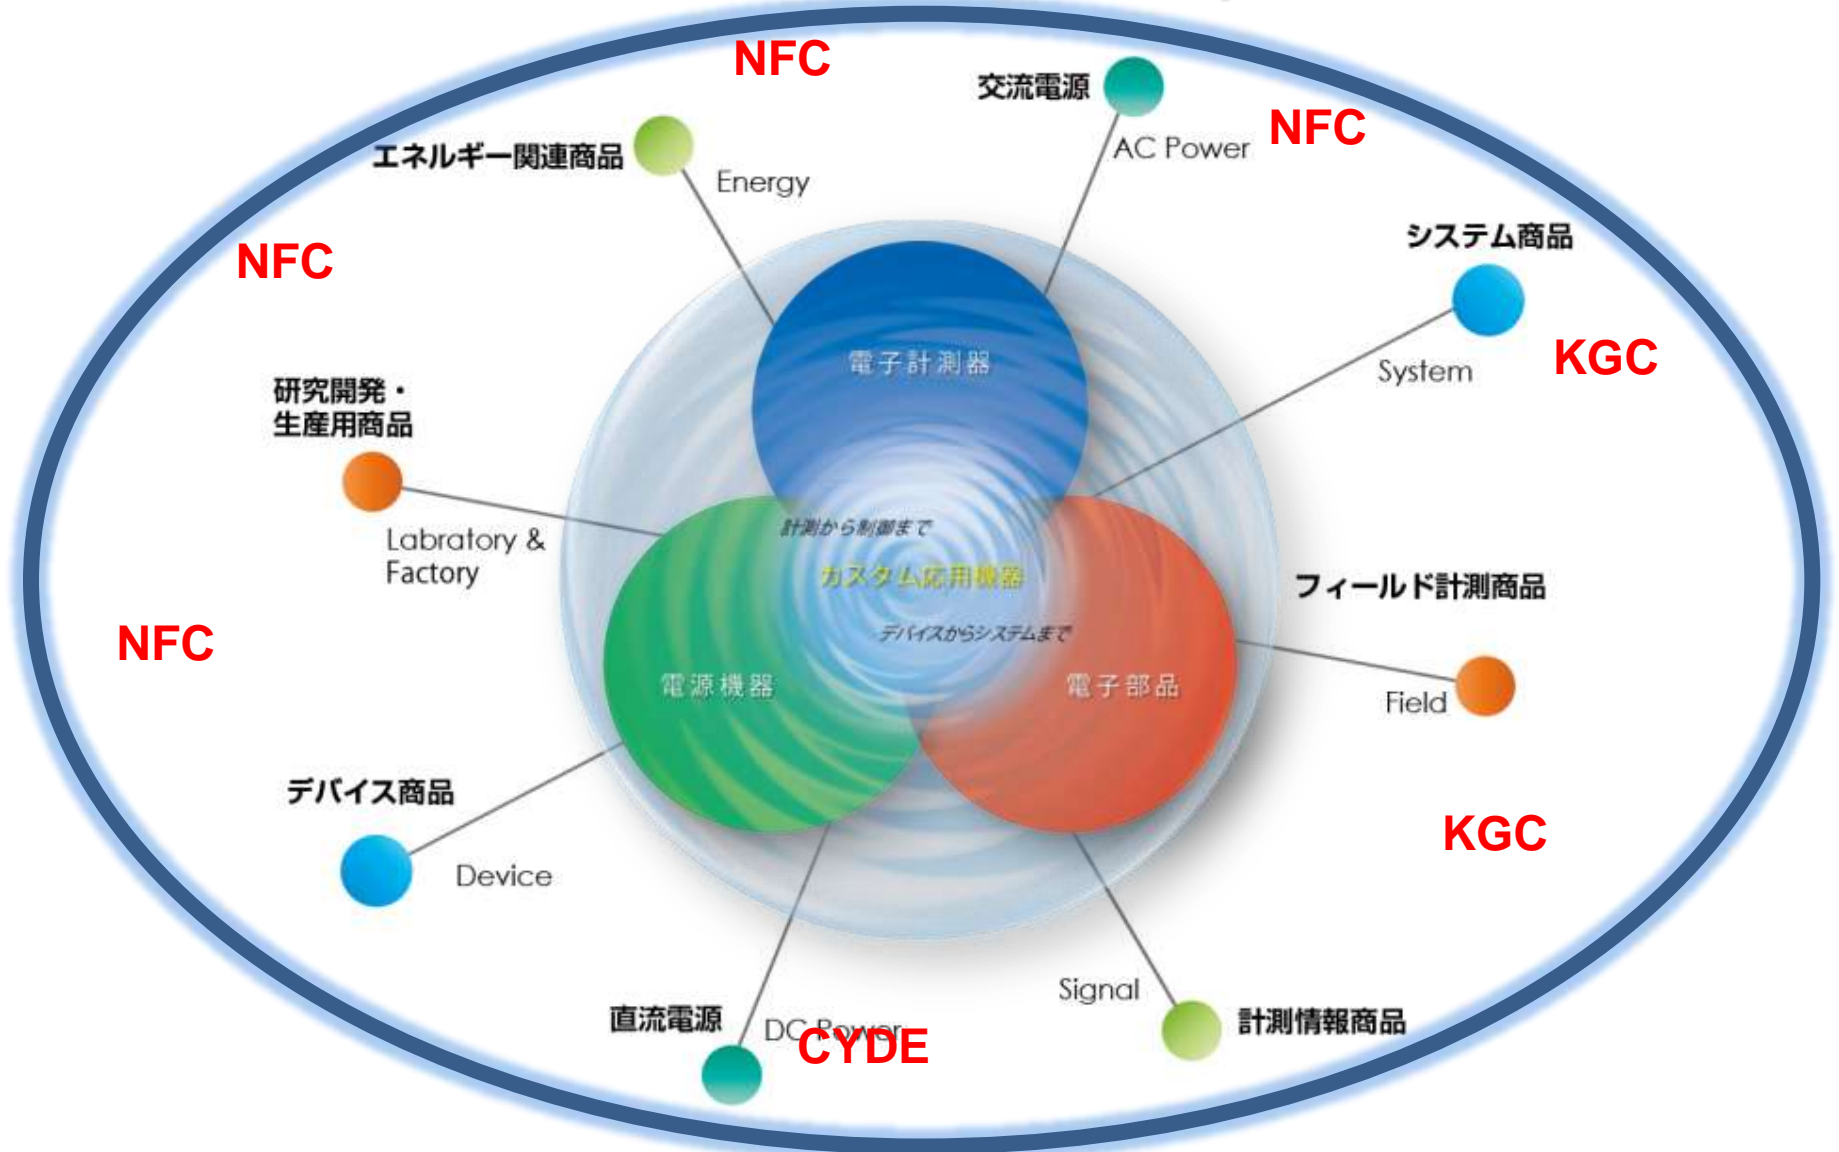 NFC
交流電源
NFC
AC Power
エネルギー関連商品
Energy
システム商品
NFC
電子計測器
KGC
System
研究開発・
生産用商品
計測から制御まで
Labratory &
Factory
カスタム応用機器
フィールド計測商品
NFC
デバイスからシステムまで
電源機器
電子部品
Field
デバイス商品
KGC
Device
Signal
直流電源
DC Power
計測情報商品
CYDE